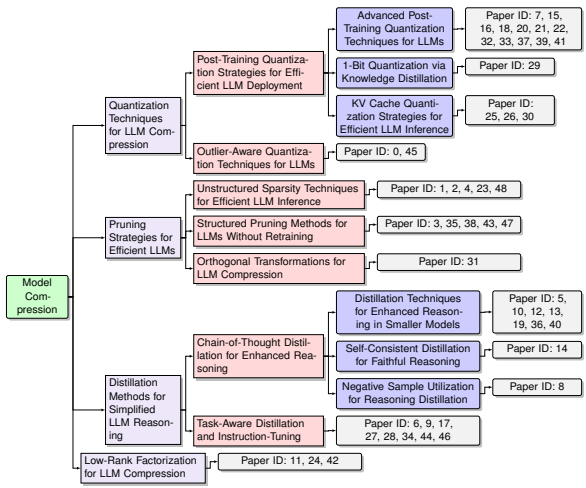 Advanced Post-
Training Quantization
Techniques for LLMs
Paper ID: 7, 15,
16, 18, 20, 21, 22,
32, 33, 37, 39, 41
Post-Training Quantiza-
tion Strategies for Effi-
cient LLM Deployment
1-Bit Quantization via
Knowledge Distillation
Paper ID: 29
KV Cache Quanti-
zation Strategies for
Efficient LLM Inference
Paper ID:
25, 26, 30
Quantization
Techniques
for LLM Com-
pression
Outlier-Aware Quantiza-
tion Techniques for LLMs
Paper ID: 0, 45
Unstructured Sparsity Techniques
for Efficient LLM Inference
Paper ID: 1, 2, 4, 23, 48
Pruning
Strategies for
Efficient LLMs
Structured Pruning Methods for
LLMs Without Retraining
Paper ID: 3, 35, 38, 43, 47
Orthogonal Transformations for
LLM Compression
Paper ID: 31
Model
Com-
pression
Distillation Techniques
for Enhanced Reason-
ing in Smaller Models
Paper ID: 5,
10, 12, 13,
19, 36, 40
Chain-of-Thought Distil-
lation for Enhanced Rea-
soning
Self-Consistent Distillation
for Faithful Reasoning
Paper ID: 14
Negative Sample Utilization
for Reasoning Distillation
Paper ID: 8
Distillation
Methods for
Simplified
LLM Reason-
ing
Task-Aware Distillation
and Instruction-Tuning
Paper ID: 6, 9, 17,
27, 28, 34, 44, 46
Low-Rank Factorization
for LLM Compression
Paper ID: 11, 24, 42